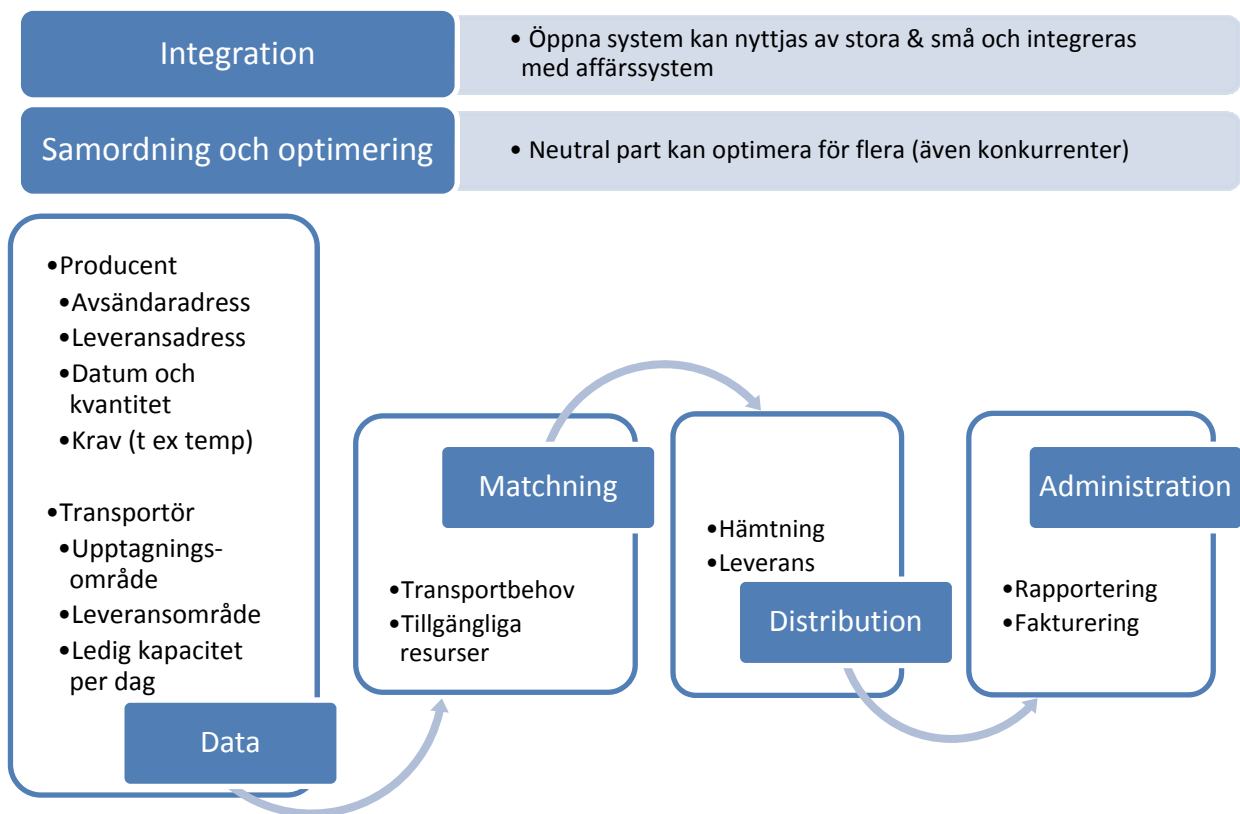 Integration
• Öppna system kan nyttjas av stora & små och integreras
med affärssystem
Samordning och optimering
• Neutral part kan optimera för flera (även konkurrenter)
•Producent
•Avsändaradress
•Leveransadress
•Datum och
kvantitet
•Krav (t ex temp)
•Transportör
•Upptagnings-
område
•Leveransområde
•Ledig kapacitet
per dag
Data
Matchning
•Transportbehov
•Tillgängliga
resurser
•Hämtning
•Leverans
Distribution
Administration
•Rapportering
•Fakturering